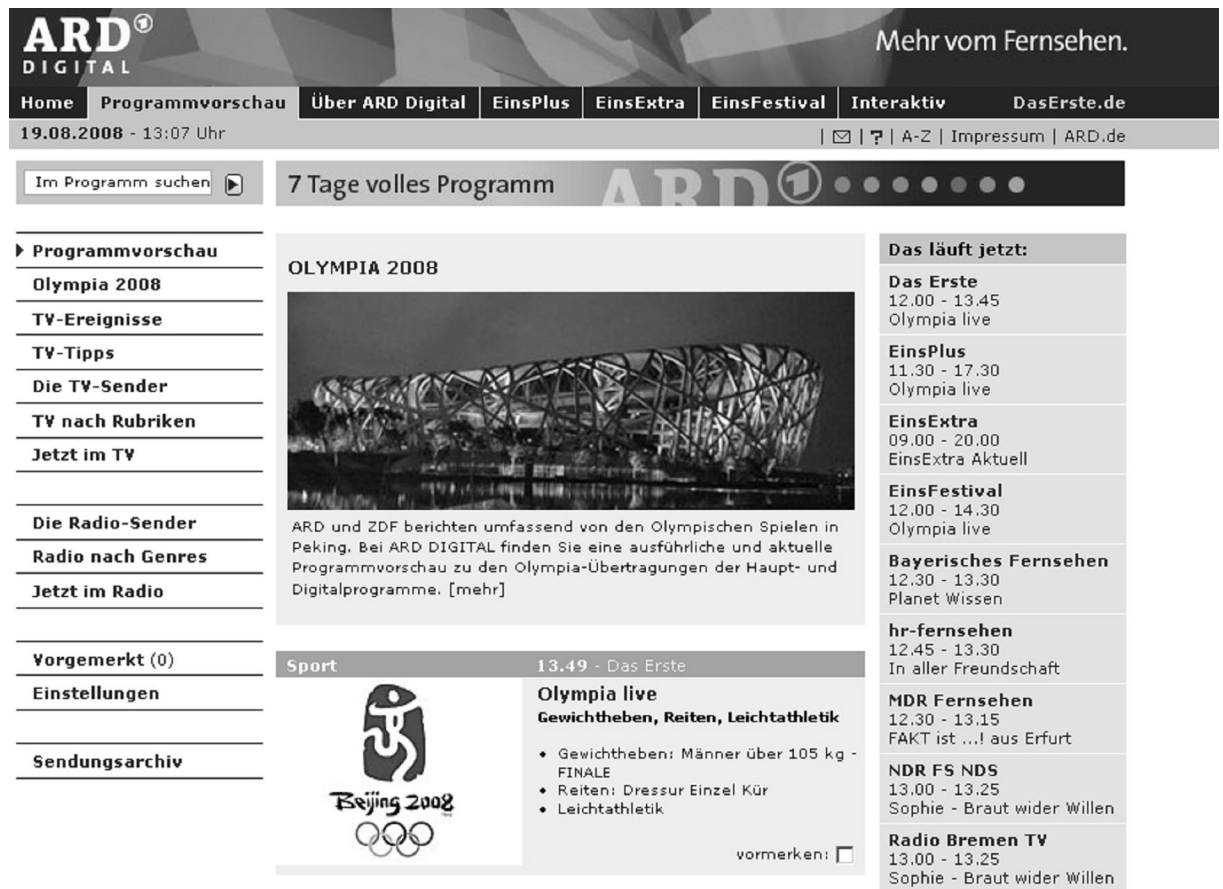 ARD®
DIGITAL
Mehr vom Fernsehen.
Home Programmvorschau Über ARD Digital EinsPlus EinsExtra EinsFestival Interaktiv DasErste.de
19.08.2008 - 13:07 Uhr
| ? | A-Z | Impressum | ARD.de
Im Programm suchen
7 Tage volles Programm ARD 1
Programmvorschau
Olympia 2008
TV-Ereignisse
TV-Tipps
Die TV-Sender
TV nach Rubriken
Jetzt im TV
Die Radio-Sender
Radio nach Genres
Jetzt im Radio
Vorgemerkt (0)
Einstellungen
Sendungsarchiv
OLYMPIA 2008
ARD und ZDF berichten umfassend von den Olympischen Spielen in
Peking. Bei ARD DIGITAL finden Sie eine ausführliche und aktuelle
Programmvorschau zu den Olympia-Übertragungen der Haupt- und
Digitalprogramme. [mehr]
Sport 13.49 - Das Erste
Beijing 2008
Olympia live
Gewichtheben, Reiten, Leichtathletik
• Gewichtheben: Männer über 105 kg -
FINALE
• Reiten: Dressur Einzel Kür
• Leichtathletik
vormerken:
Das läuft jetzt:
Das Erste
12.00 - 13.45
Olympia live
EinsPlus
11.30 - 17.30
Olympia live
EinsExtra
09.00 - 20.00
EinsExtra Aktuell
EinsFestival
12.00 - 14.30
Olympia live
Bayerisches Fernsehen
12.30 - 13.30
Planet Wissen
hr-fernsehen
12.45 - 13.30
In aller Freundschaft
MDR Fernsehen
12.30 - 13.15
FAKT ist ...! aus Erfurt
NDR FS NDS
13.00 - 13.25
Sophie - Braut wider Willen
Radio Bremen TV
13.00 - 13.25
Sophie - Braut wider Willen